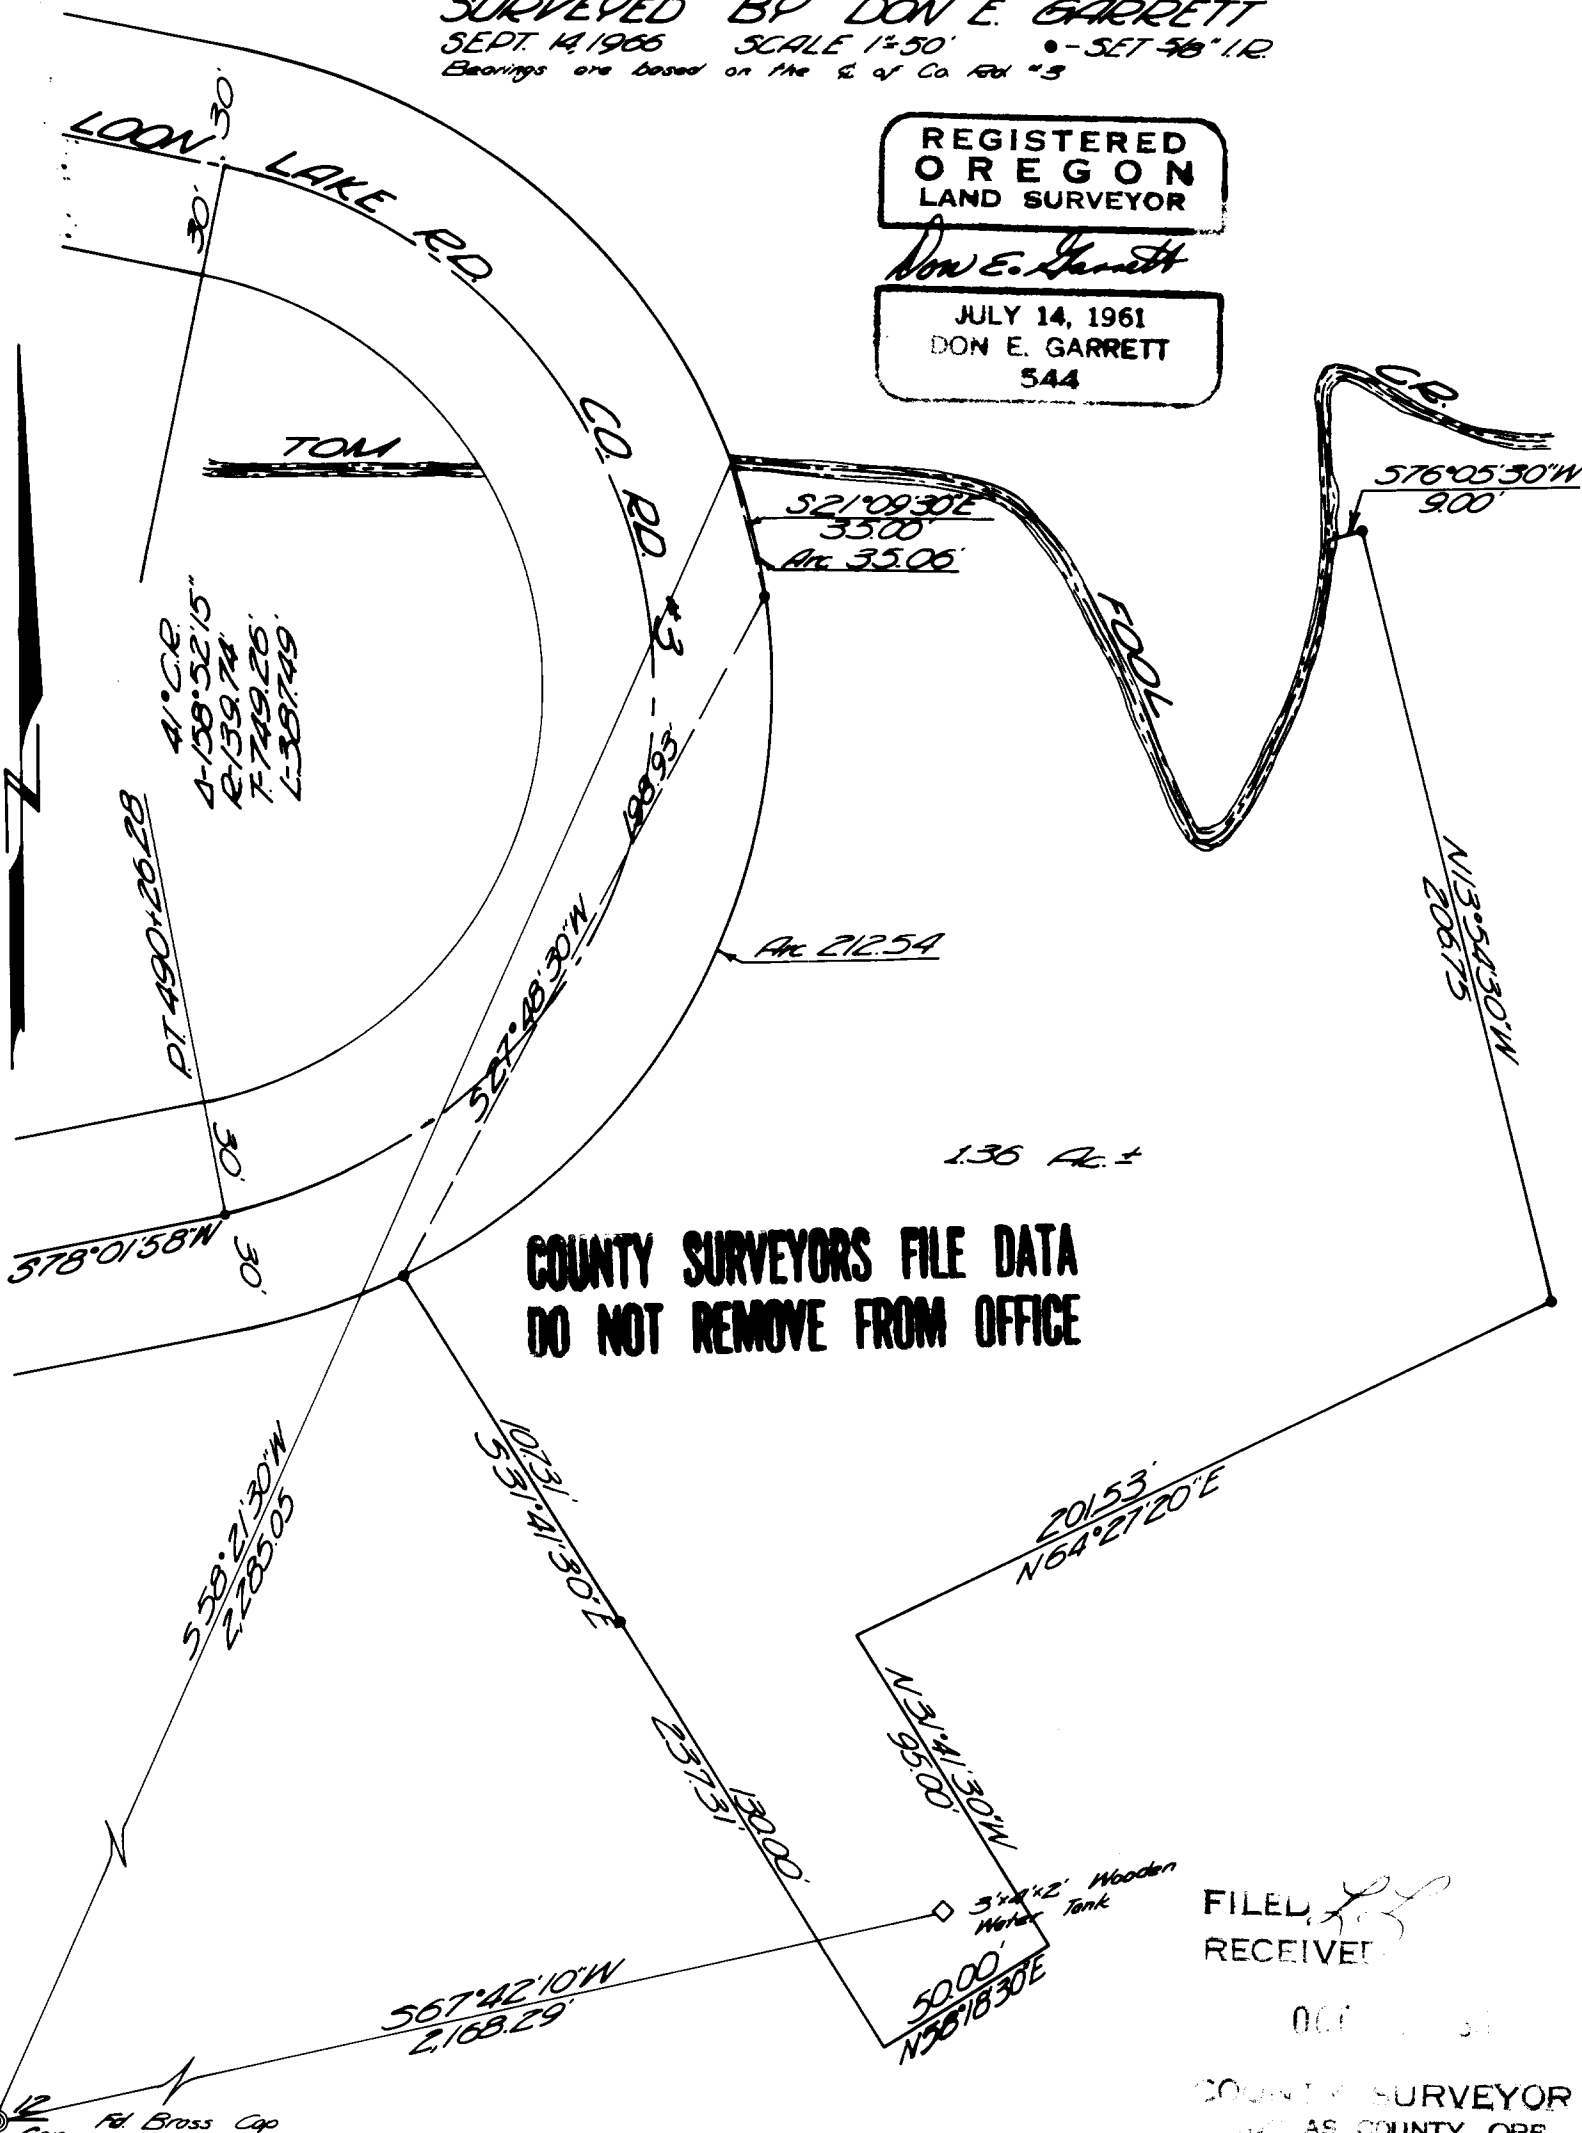 SURVEYED BY DON E. GARRETT
SEPT. 14, 1966 SCALE 1"=50' •-SET 5/8" I.R.
Bearings are based on the ℄ of Co. Rd #3
REGISTERED
OREGON
LAND SURVEYOR
Don E. Garrett
JULY 14, 1961
DON E. GARRETT
544
LOON LAKE RD.
CO. RD. #3
30'
30'
TOM
FOOL
CR.
S76°05'30"W
9.00'
S21°09'30"E
35.00'
Arc 35.06'
41° C.R.
Δ-158°52'15"
R-139.74'
T-749.26'
L-387.49'
P.T. 490+26.28
N
198.93'
S27°48'30"W
Arc 212.54
N13°54'30"W
206.75
30'
30'
S78°01'58"W
1.36 Ac. ±
COUNTY SURVEYORS FILE DATA
DO NOT REMOVE FROM OFFICE
107.31'
S31°41'30"E
S58°21'30"W
2,285.05
201.53'
N64°27'20"E
N31°41'30"W
95.00'
237.31'
130.00'
3'x4'x2' Wooden
Water Tank
50.00'
N58°18'30"E
S67°42'10"W
2,168.29'
12
Fd. Brass Cap
FILED
RECEIVED
COUNTY SURVEYOR
AS COUNTY, ORE